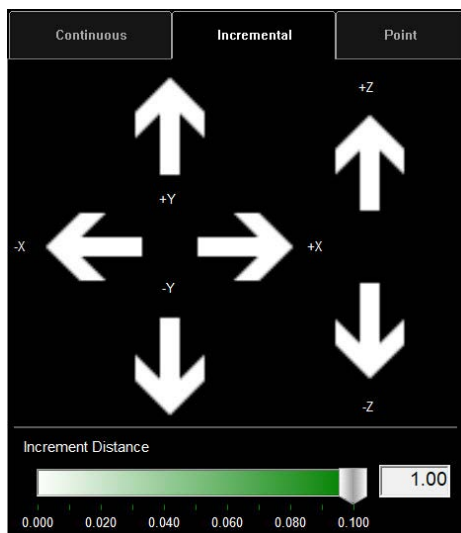 Continuous Incremental Point
+Z
+Y
-X +X
-Y
-Z
Increment Distance
1.00
0.000 0.020 0.040 0.060 0.080 0.100